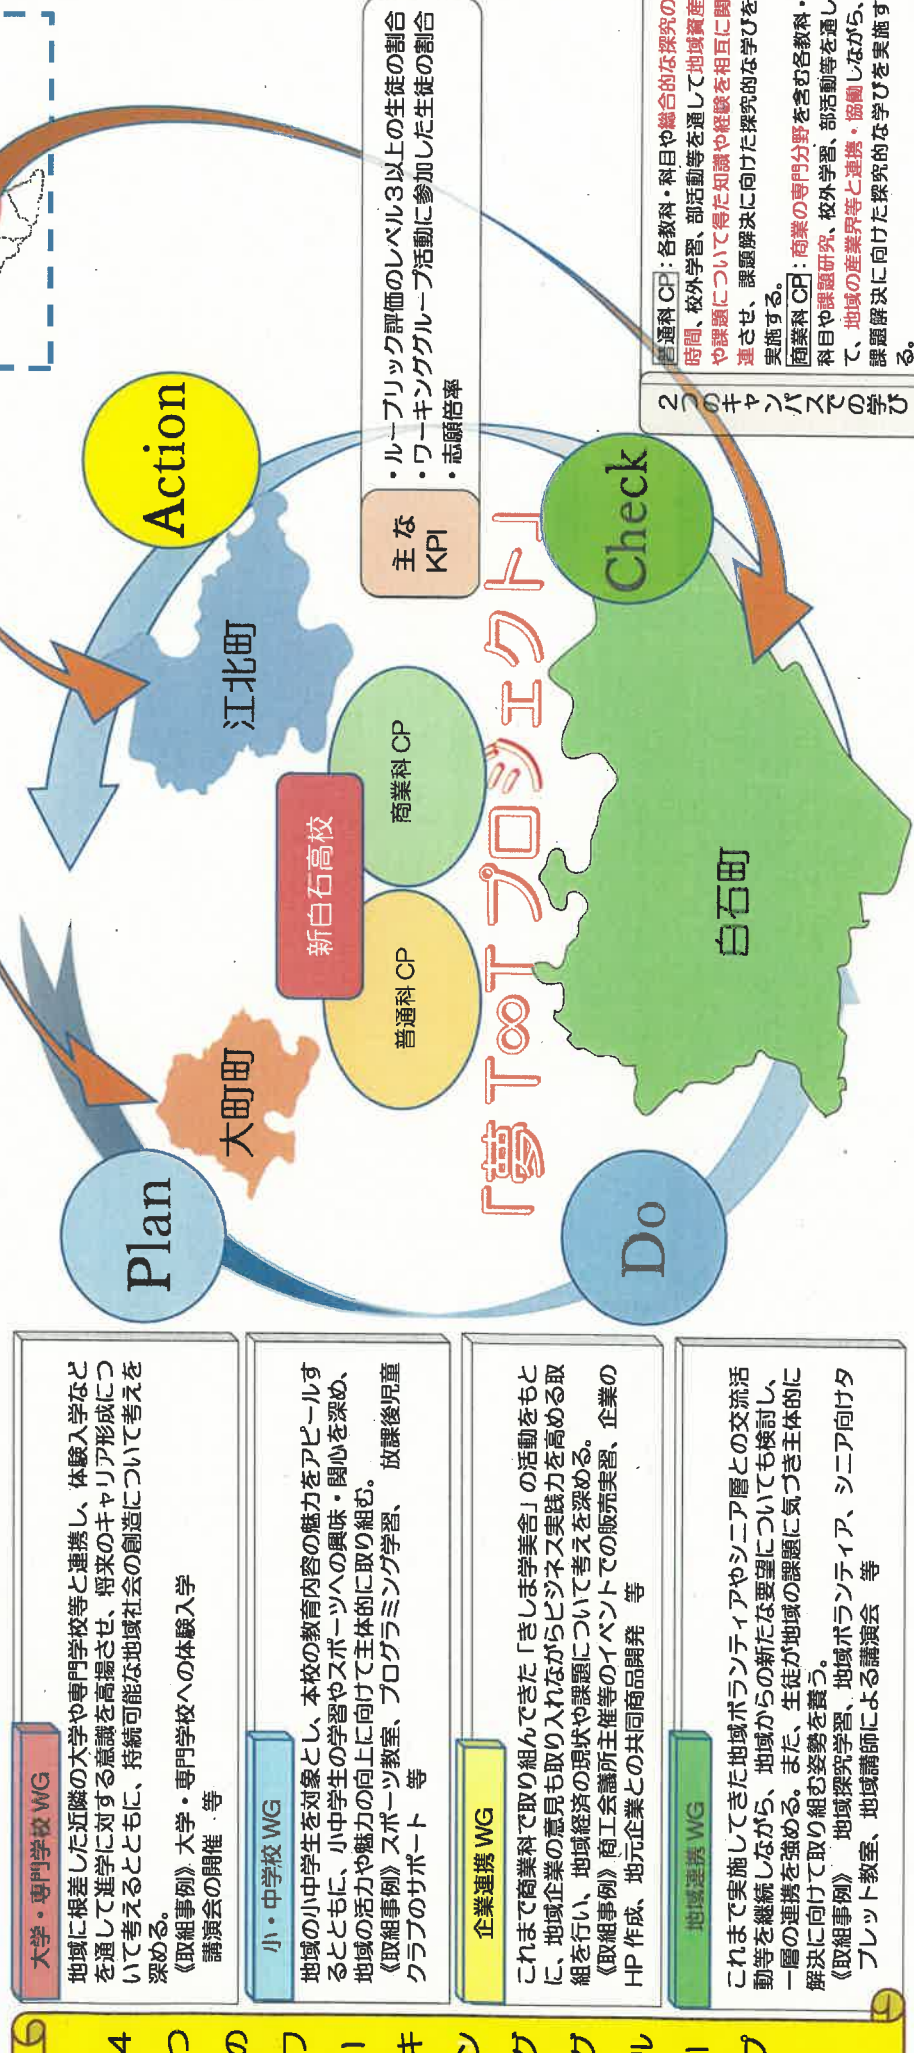 4つのワーキンググループ
大学・専門学校 WG
地域に根差した近隣の大学や専門学校等と連携し、体験入学など
を通して進学に対する意識を高揚させ、将来のキャリア形成につ
いて考えるとともに、持続可能な地域社会の創造について考えを
深める。
《取組事例》大学・専門学校への体験入学
講演会の開催 等
小・中学校 WG
地域の小中学生を対象とし、本校の教育内容の魅力をアピールす
るとともに、小中学生の学習やスポーツへの興味・関心を深め、
地域の活力や魅力の向上に向けて主体的に取り組む。
《取組事例》スポーツ教室、プログラミング学習、 放課後児童
クラブのサポート 等
企業連携 WG
これまで商業科で取り組んできた「きしま学美舎」の活動をもと
に、地域企業の意見も取り入れながらビジネス実践力を高める取
組を行い、地域経済の現状や課題について考えを深める。
《取組事例》商工会議所主催等のイベントでの販売実習、企業の
HP 作成、地元企業との共同商品開発 等
地域連携 WG
これまで実施してきた地域ボランティアやシニア層との交流活
動等を継続しながら、地域からの新たな要望についても検討し、
一層の連携を強める。また、生徒が地域の課題に気づき主体的に
解決に向けて取り組む姿勢を養う。
《取組事例》 地域探究学習、地域ボランティア、シニア向けタ
ブレット教室、地域講師による講演会 等
Plan
Do
Check
Action
大町町
江北町
白石町
新白石高校
普通科 CP
商業科 CP
「夢 T∞T プロジェクト」
主な
KPI
・ルーブリック評価のレベル3以上の生徒の割合
・ワーキンググループ活動に参加した生徒の割合
・志願倍率
2つのキャンパスでの学び
普通科 CP：各教科・科目や総合的な探究の
時間、校外学習、部活動等を通して地域資産
や課題について得た知識や経験を相互に関
連させ、課題解決に向けた探究的な学びを
実施する。
商業科 CP：商業の専門分野を含む各教科・
科目や課題研究、校外学習、部活動等を通し
て、地域の産業界等と連携・協働しながら、
課題解決に向けた探究的な学びを実施す
る。